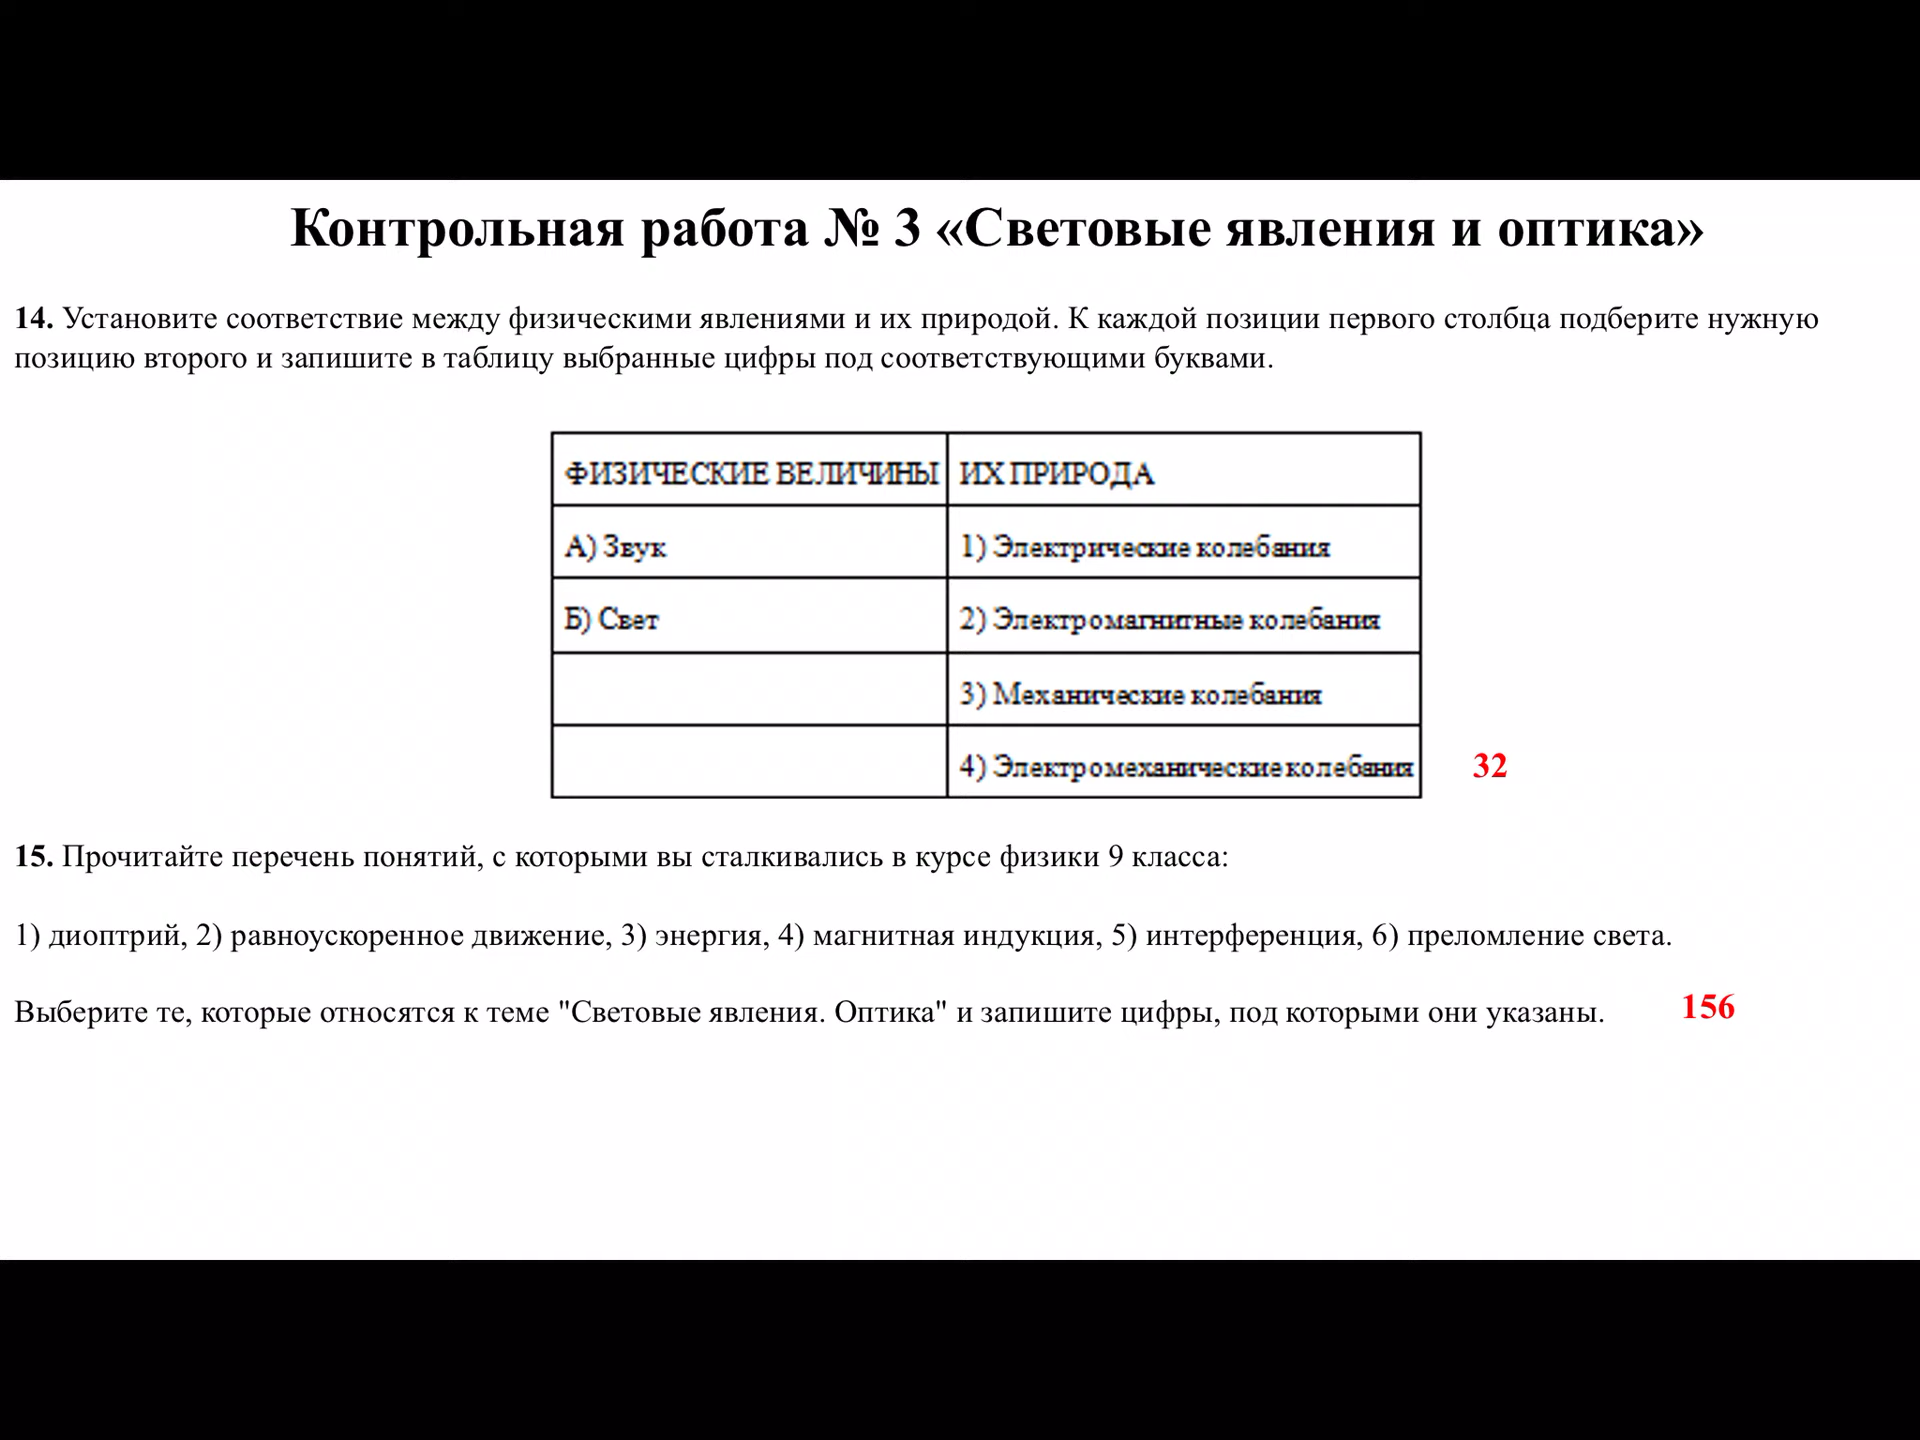 Контрольная работа № 3 «Световые явления и оптика»
14. Установите соответствие между физическими явлениями и их природой. К каждой позиции первого столбца подберите нужную
позицию второго и запишите в таблицу выбранные цифры под соответствующими буквами.
ФИЗИЧЕСКИЕ ВЕЛИЧИНЫ ИХ ПРИРОДА
А) Звук 1) Электрические колебания
Б) Свет 2) Электромагнитные колебания
3) Механические колебания
4) Электромеханические колебания 32
15. Прочитайте перечень понятий, с которыми вы сталкивались в курсе физики 9 класса:
1) диоптрий, 2) равноускоренное движение, 3) энергия, 4) магнитная индукция, 5) интерференция, 6) преломление света.
Выберите те, которые относятся к теме "Световые явления. Оптика" и запишите цифры, под которыми они указаны. 156